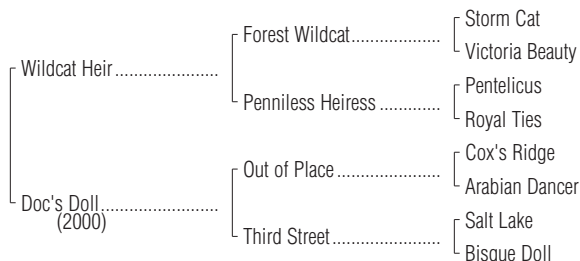 Storm Cat
Forest Wildcat....................
Victoria Beauty
Wildcat Heir.......................
Pentelicus
Penniless Heiress..............
Royal Ties
Cox's Ridge
Out of Place.......................
Arabian Dancer
Doc's Doll..........................
(2000)
Salt Lake
Third Street........................
Bisque Doll